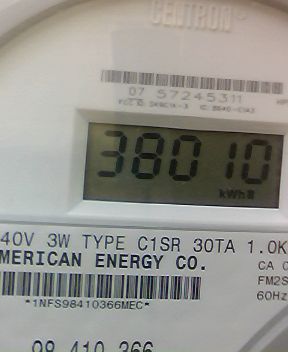 CENTRON
07 57245311
38010
kWh
40V 3W TYPE C1SR 30TA 1.0K
MERICAN ENERGY CO.
CA
FM2S
60Hz
*1NFS98410366MEC*
98 410 366